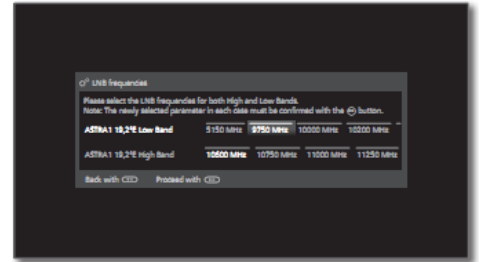 LNB frequencies
Please select the LNB frequencies for both High and Low Bands.
Note: The newly selected parameter in each case must be confirmed with the OK button.
ASTRA1 19,2°E Low Band 5150 MHz 9750 MHz 10000 MHz 10200 MHz
ASTRA1 19,2°E High Band 10600 MHz 10750 MHz 11000 MHz 11250 MHz
Back with
Proceed with